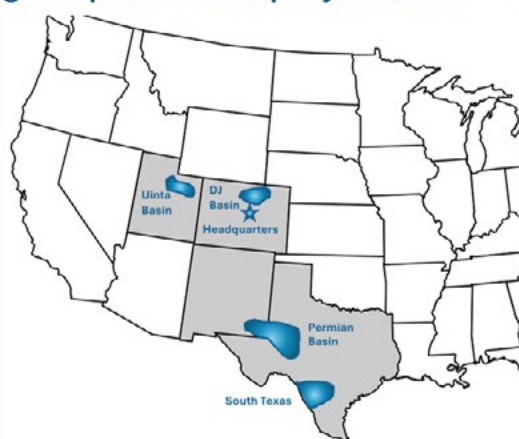 Uinta
Basin
DJ
Basin
Headquarters
Permian
Basin
South Texas